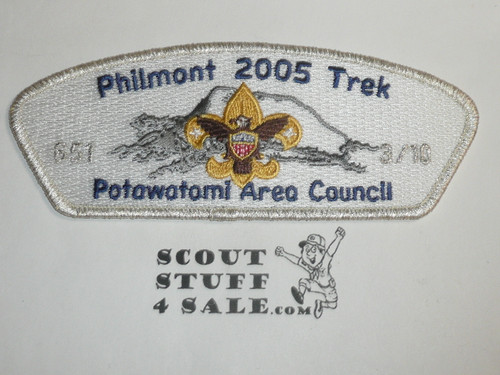 Philmont 2005 Trek
651 3/16
Potawatomi Area Council
SCOUT
STUFF
4 SALE.COM